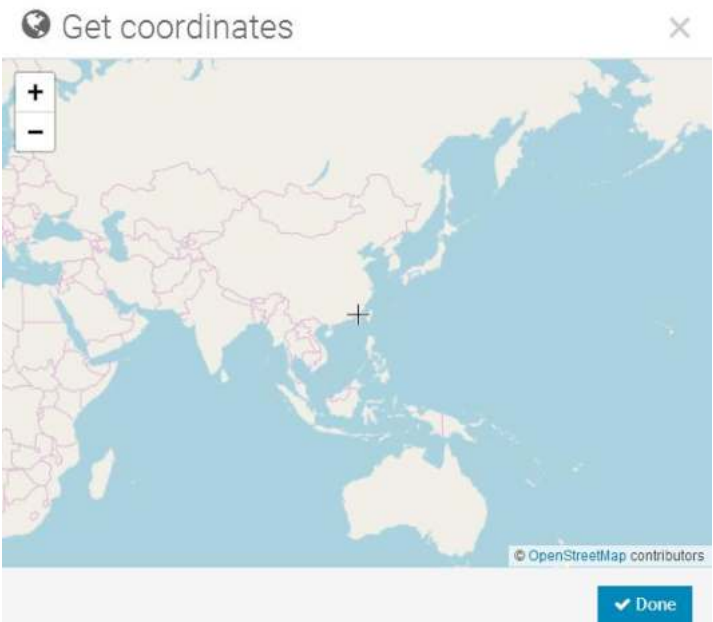 Get coordinates
×
+
−
© OpenStreetMap contributors
Done